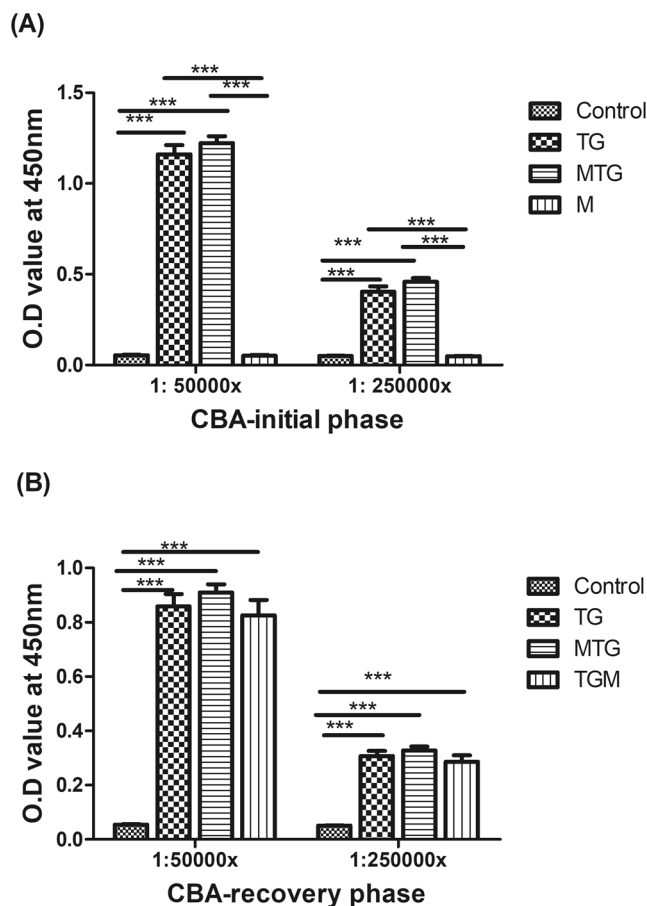 (A)
***
***
***
***
1.5
1.0
0.5
0.0
O.D value at 450nm
***
***
***
***
1: 50000x
1: 250000x
CBA-initial phase
Control
TG
MTG
M
(B)
***
***
***
1.0
0.8
0.6
0.4
0.2
0.0
O.D value at 450nm
***
***
***
1:50000x
1:250000x
CBA-recovery phase
Control
TG
MTG
TGM